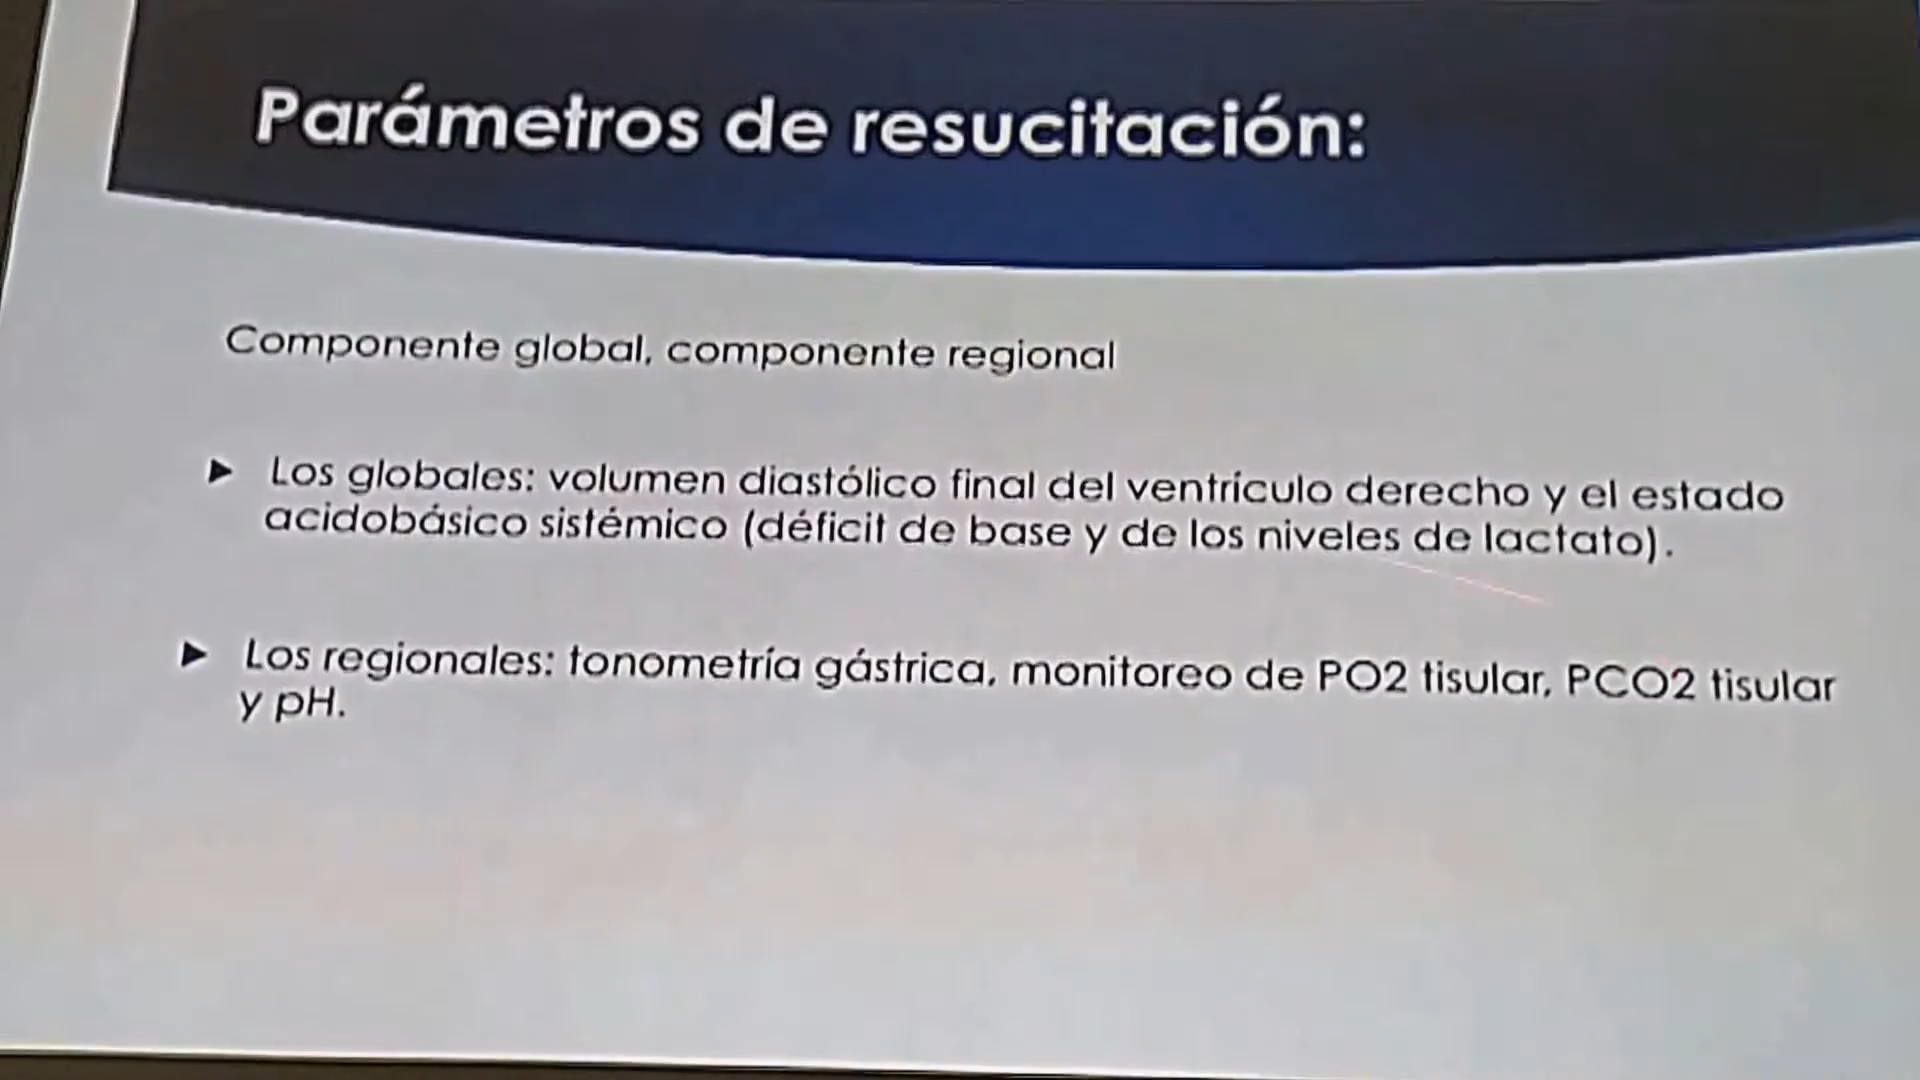 Parámetros de resucitación:
Componente global, componente regional
Los globales: volumen diastólico final del ventrículo derecho y el estado
acidobásico sistémico (déficit de base y de los niveles de lactato).
Los regionales: tonometría gástrica, monitoreo de PO2 tisular, PCO2 tisular
y pH.